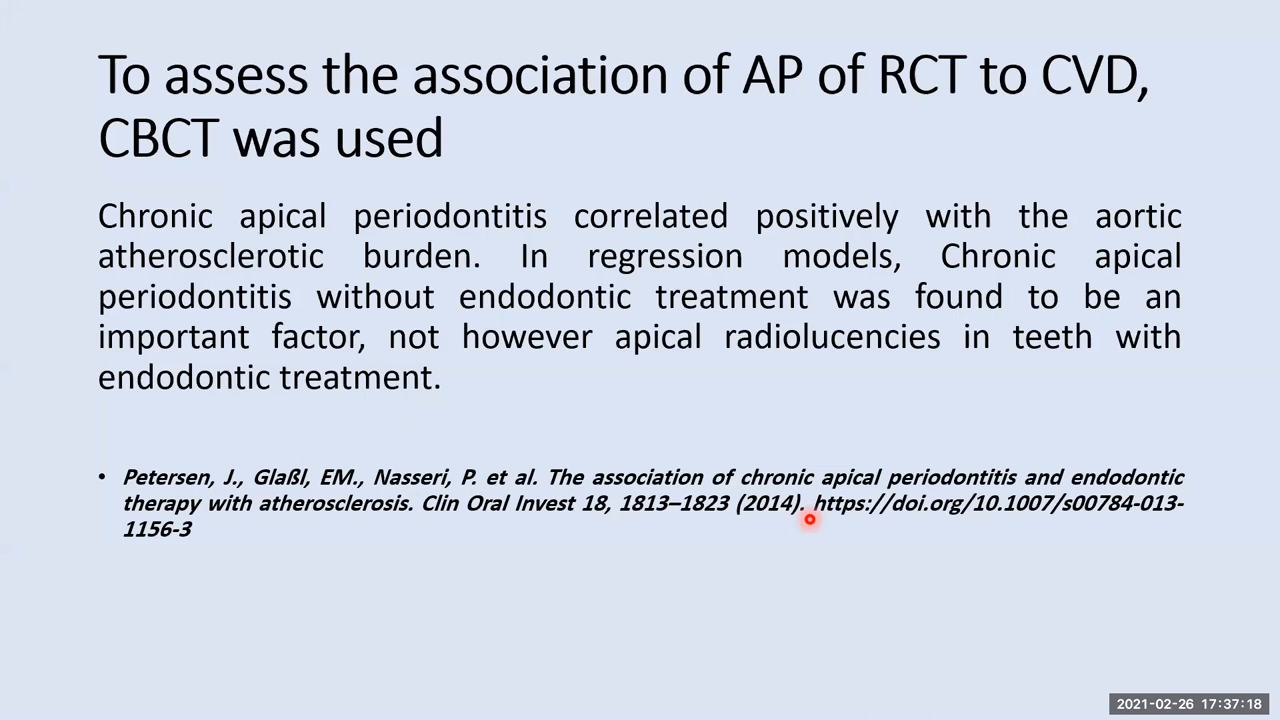 To assess the association of AP of RCT to CVD,
CBCT was used
Chronic apical periodontitis correlated positively with the aortic
atherosclerotic burden. In regression models, Chronic apical
periodontitis without endodontic treatment was found to be an
important factor, not however apical radiolucencies in teeth with
endodontic treatment.
• Petersen, J., Glaßl, EM., Nasseri, P. et al. The association of chronic apical periodontitis and endodontic
therapy with atherosclerosis. Clin Oral Invest 18, 1813–1823 (2014). https://doi.org/10.1007/s00784-013-
1156-3
2021-02-26 17:37:18